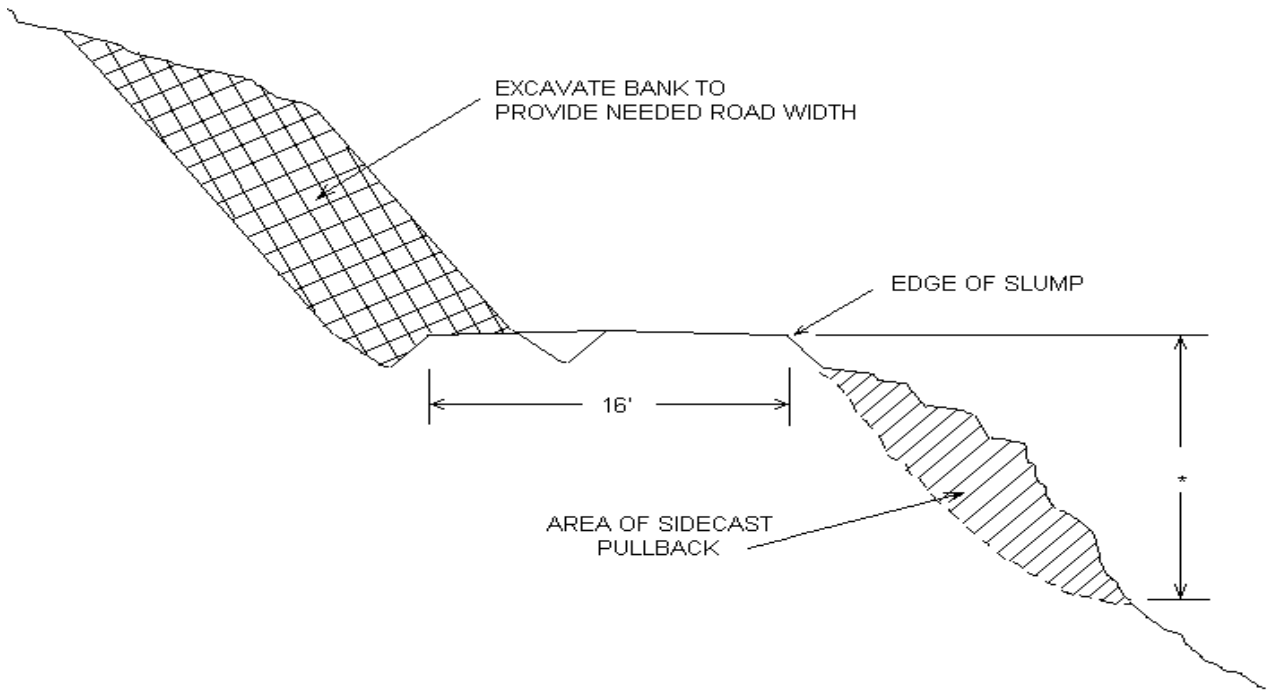 EXCAVATE BANK TO
PROVIDE NEEDED ROAD WIDTH
EDGE OF SLUMP
16'
*
AREA OF SIDECAST
PULLBACK